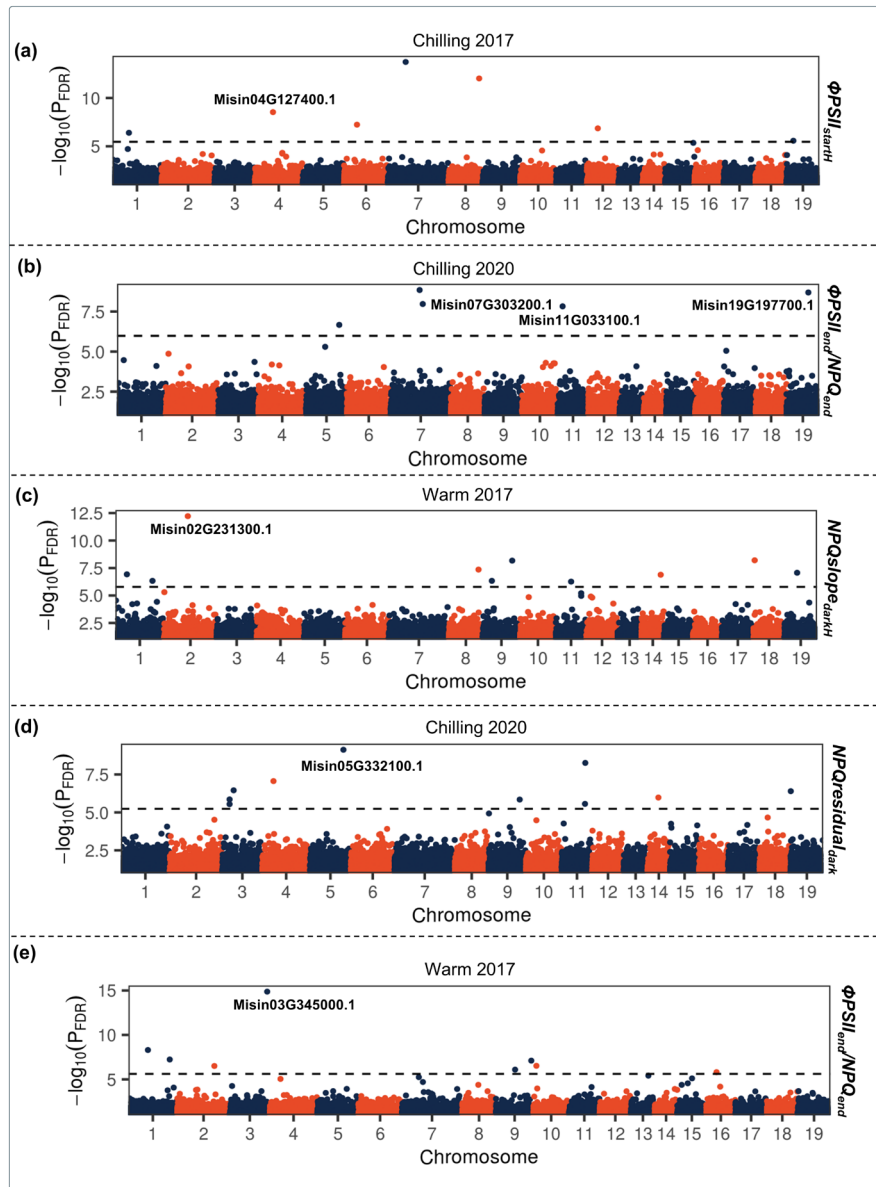 (a)
Chilling 2017
−log10(PFDR)
10
5
Misin04G127400.1
ΦPSIIstartH
1 2 3 4 5 6 7 8 9 10 11 12 13 14 15 16 17 18 19
Chromosome
(b)
Chilling 2020
−log10(PFDR)
7.5
5.0
2.5
Misin07G303200.1
Misin11G033100.1
Misin19G197700.1
ΦPSIIend/NPQend
1 2 3 4 5 6 7 8 9 10 11 12 13 14 15 16 17 18 19
Chromosome
(c)
Warm 2017
−log10(PFDR)
12.5
10.0
7.5
5.0
2.5
Misin02G231300.1
NPQslopedarkH
1 2 3 4 5 6 7 8 9 10 11 12 13 14 15 16 17 18 19
Chromosome
(d)
Chilling 2020
−log10(PFDR)
7.5
5.0
2.5
Misin05G332100.1
NPQresidualdark
1 2 3 4 5 6 7 8 9 10 11 12 13 14 15 16 17 18 19
Chromosome
(e)
Warm 2017
−log10(PFDR)
15
10
5
Misin03G345000.1
ΦPSIIend/NPQend
1 2 3 4 5 6 7 8 9 10 11 12 13 14 15 16 17 18 19
Chromosome